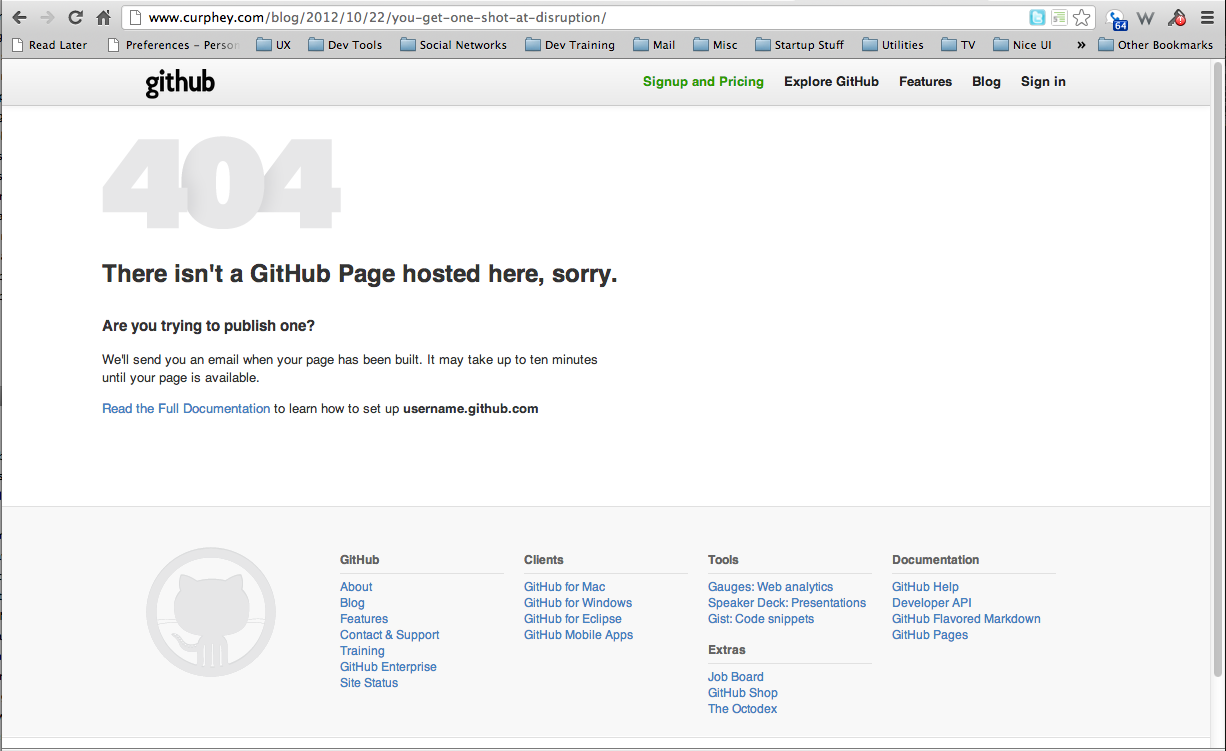 www.curphey.com/blog/2012/10/22/you-get-one-shot-at-disruption/
64
W
Read Later Preferences – Person UX Dev Tools Social Networks Dev Training Mail Misc Startup Stuff Utilities TV Nice UI » Other Bookmarks
github Signup and Pricing Explore GitHub Features Blog Sign in
404
There isn't a GitHub Page hosted here, sorry.
Are you trying to publish one?
We'll send you an email when your page has been built. It may take up to ten minutes
until your page is available.
Read the Full Documentation to learn how to set up username.github.com
GitHub
About
Blog
Features
Contact & Support
Training
GitHub Enterprise
Site Status
Clients
GitHub for Mac
GitHub for Windows
GitHub for Eclipse
GitHub Mobile Apps
Tools
Gauges: Web analytics
Speaker Deck: Presentations
Gist: Code snippets
Extras
Job Board
GitHub Shop
The Octodex
Documentation
GitHub Help
Developer API
GitHub Flavored Markdown
GitHub Pages